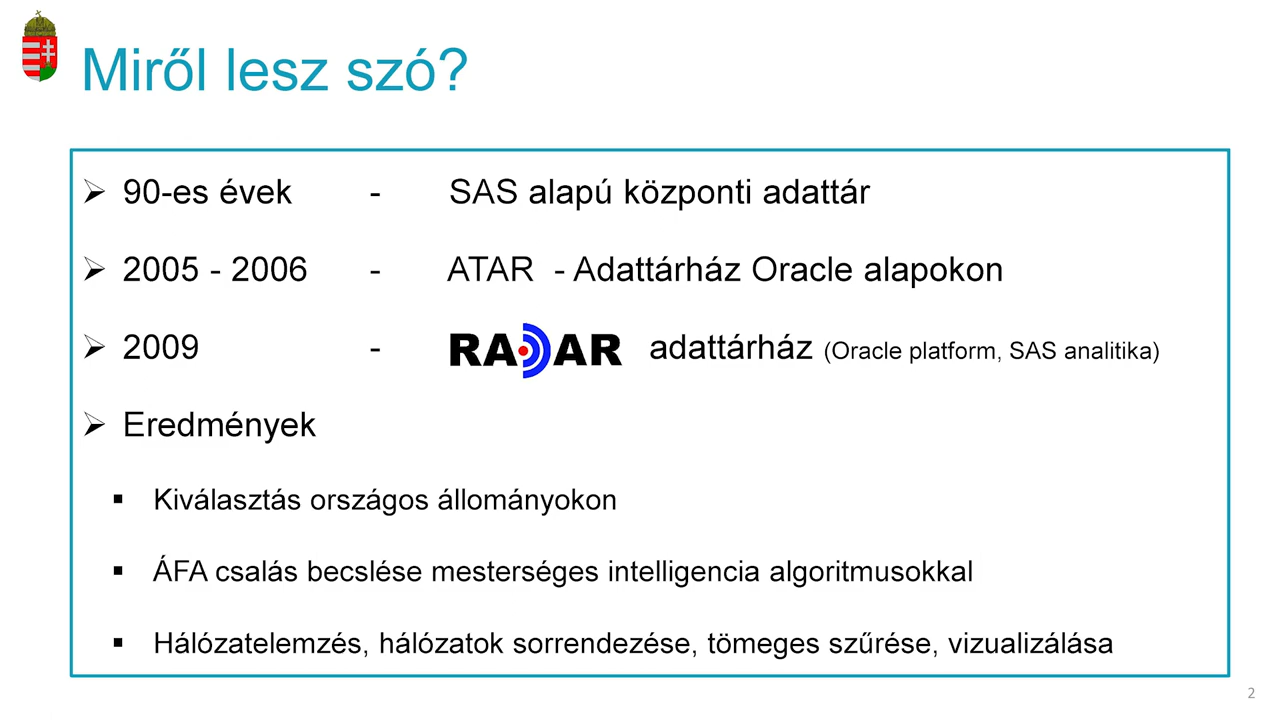 Miről lesz szó?
➢ 90-es évek - SAS alapú központi adattár
➢ 2005 - 2006 - ATAR - Adattárház Oracle alapokon
➢ 2009 - RADAR adattárház (Oracle platform, SAS analitika)
➢ Eredmények
▪ Kiválasztás országos állományokon
▪ ÁFA csalás becslése mesterséges intelligencia algoritmusokkal
▪ Hálózatelemzés, hálózatok sorrendezése, tömeges szűrése, vizualizálása
2